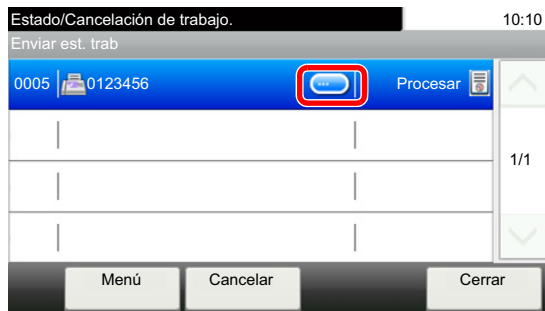 Estado/Cancelación de trabajo. 10:10
Enviar est. trab
0005 0123456 ... Procesar
1/1
Menú Cancelar Cerrar